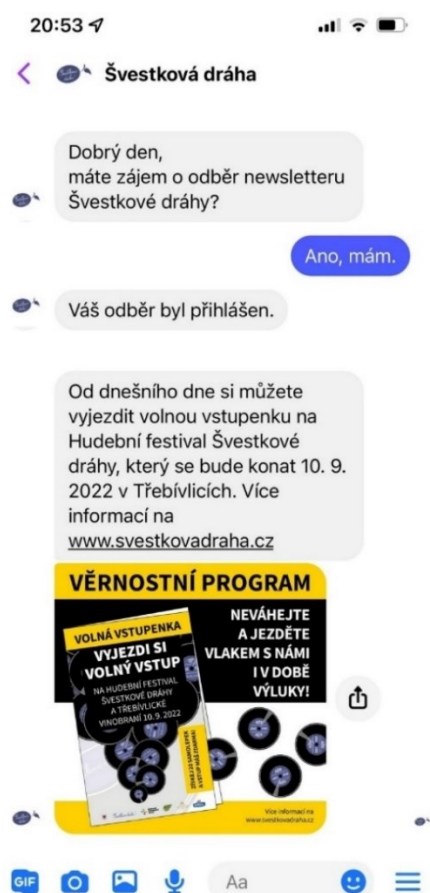 20:53
Švestková dráha
Dobrý den,
máte zájem o odběr newsletteru
Švestkové dráhy?
Ano, mám.
Váš odběr byl přihlášen.
Od dnešního dne si můžete
vyjezdit volnou vstupenku na
Hudební festival Švestkové
dráhy, který se bude konat 10. 9.
2022 v Třebívlicích. Více
informací na
www.svestkovadraha.cz
VĚRNOSTNÍ PROGRAM
NEVÁHEJTE
A JEZDĚTE
VLAKEM S NÁMI
I V DOBĚ
VÝLUKY!
VOLNÁ VSTUPENKA
VYJEZDI SI
VOLNÝ VSTUP
NA HUDEBNÍ FESTIVAL
ŠVESTKOVÉ DRÁHY
A TŘEBÍVLICKÉ
VINOBRANÍ 10.9.2022
Více informací na
www.svestkovadraha.cz
GIF
Aa